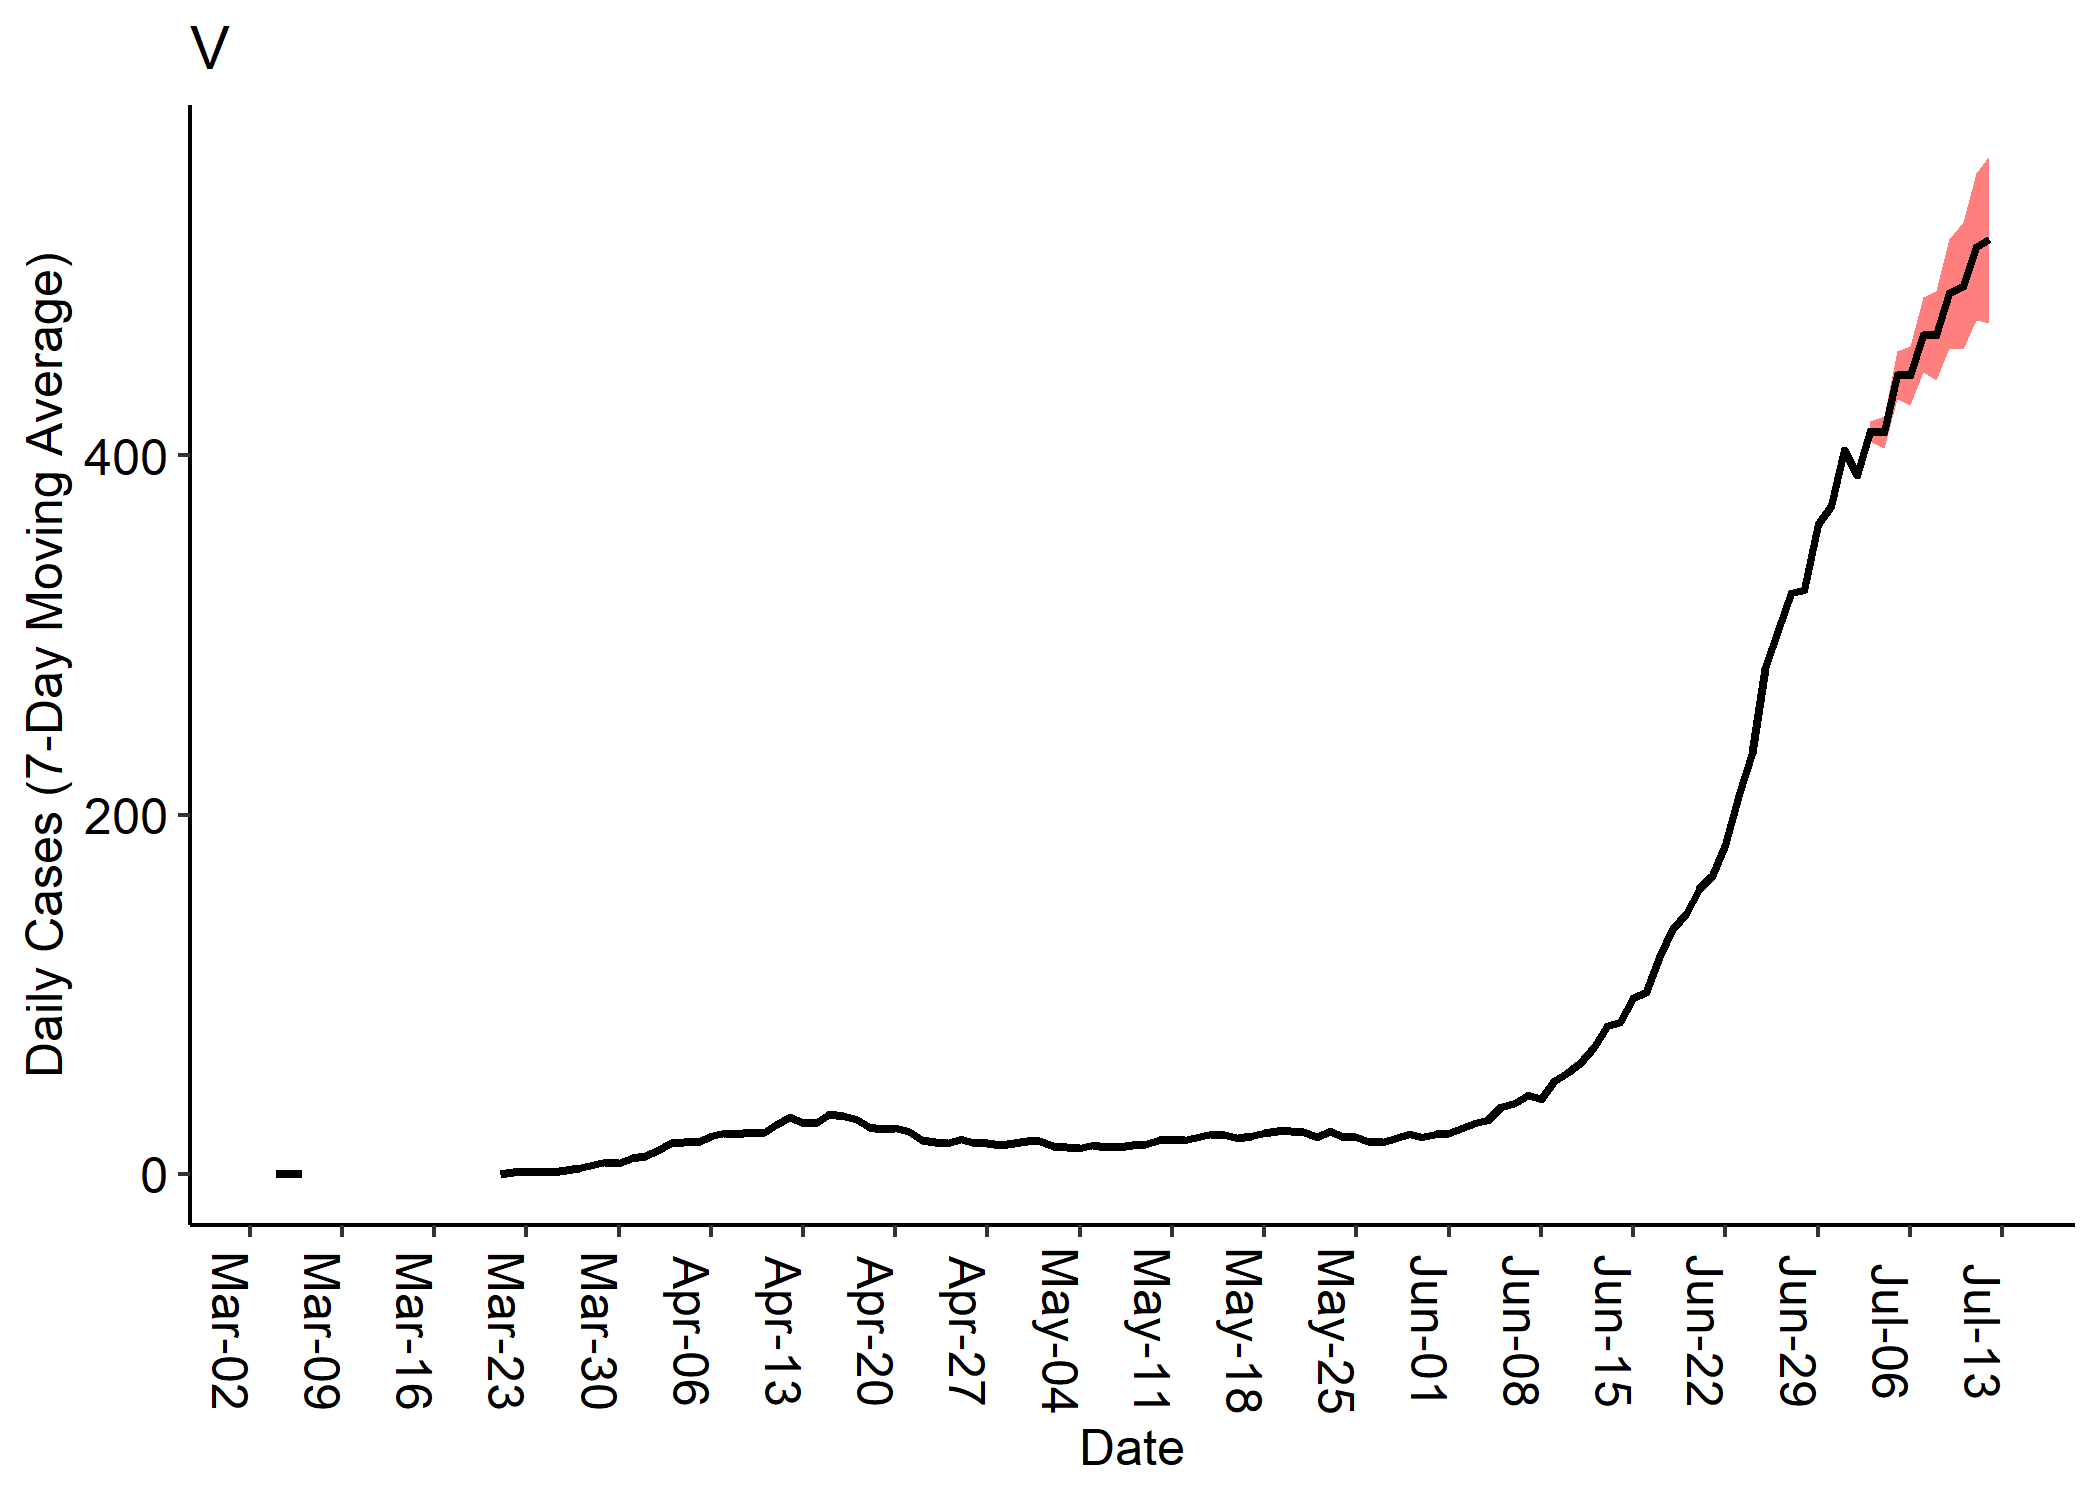 V
Daily Cases (7-Day Moving Average)
400
200
0
Mar-02
Mar-09
Mar-16
Mar-23
Mar-30
Apr-06
Apr-13
Apr-20
Apr-27
May-04
May-11
May-18
May-25
Jun-01
Jun-08
Jun-15
Jun-22
Jun-29
Jul-06
Jul-13
Date